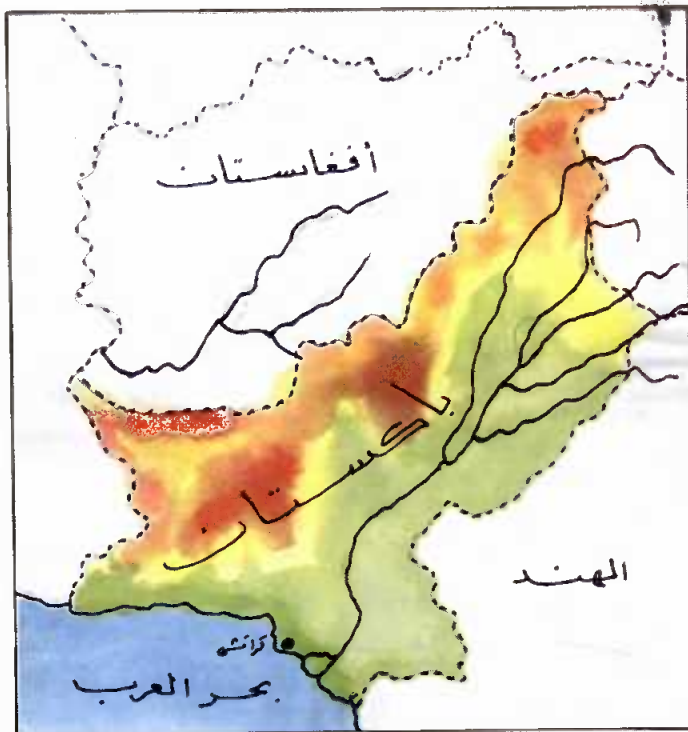 أفغانستان
باكستان
الهند
كراتشي
بحر العرب